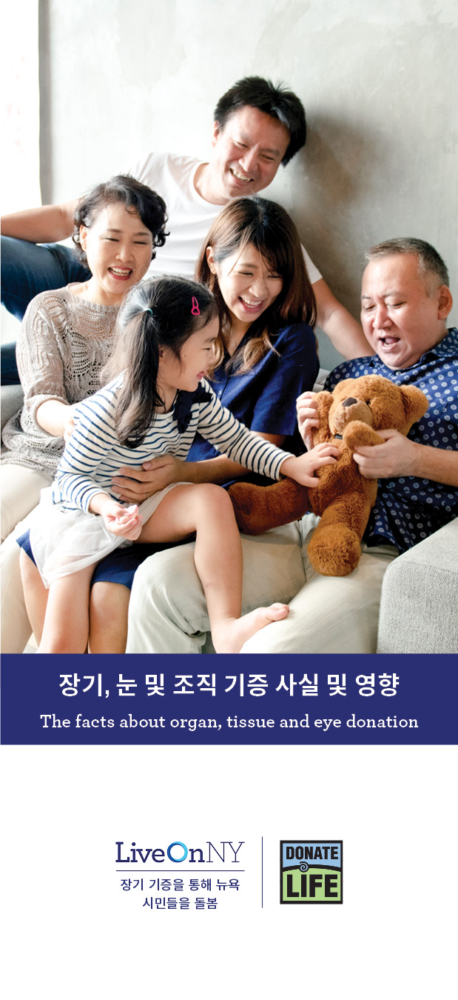 장기, 눈 및 조직 기증 사실 및 영향
The facts about organ, tissue and eye donation
LiveOnNY
장기 기증을 통해 뉴욕
시민들을 돌봄
DONATE
LIFE